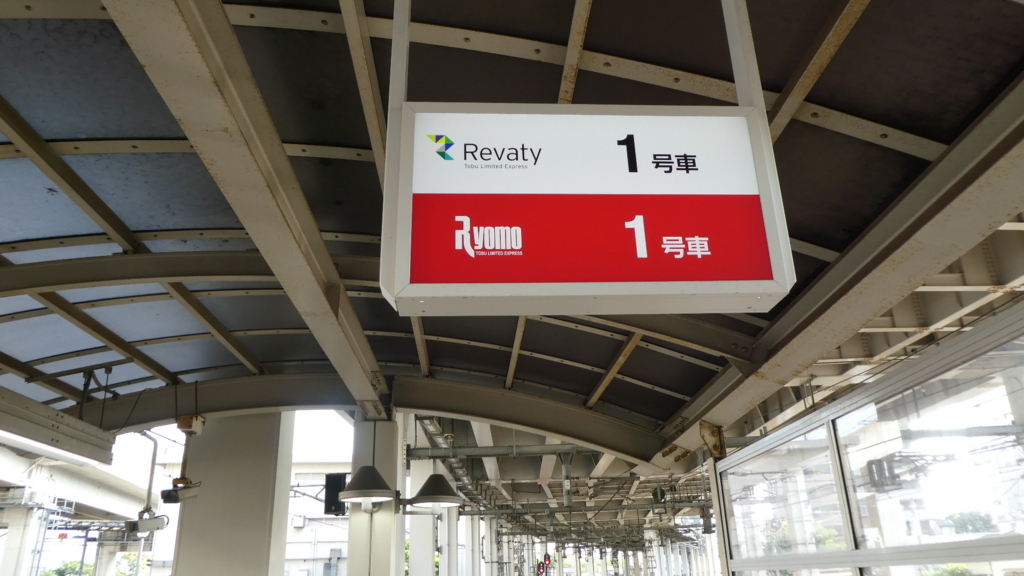 Revaty 1 号車
Tobu Limited Express
Ryomo 1 号車
TOBU LIMITED EXPRESS